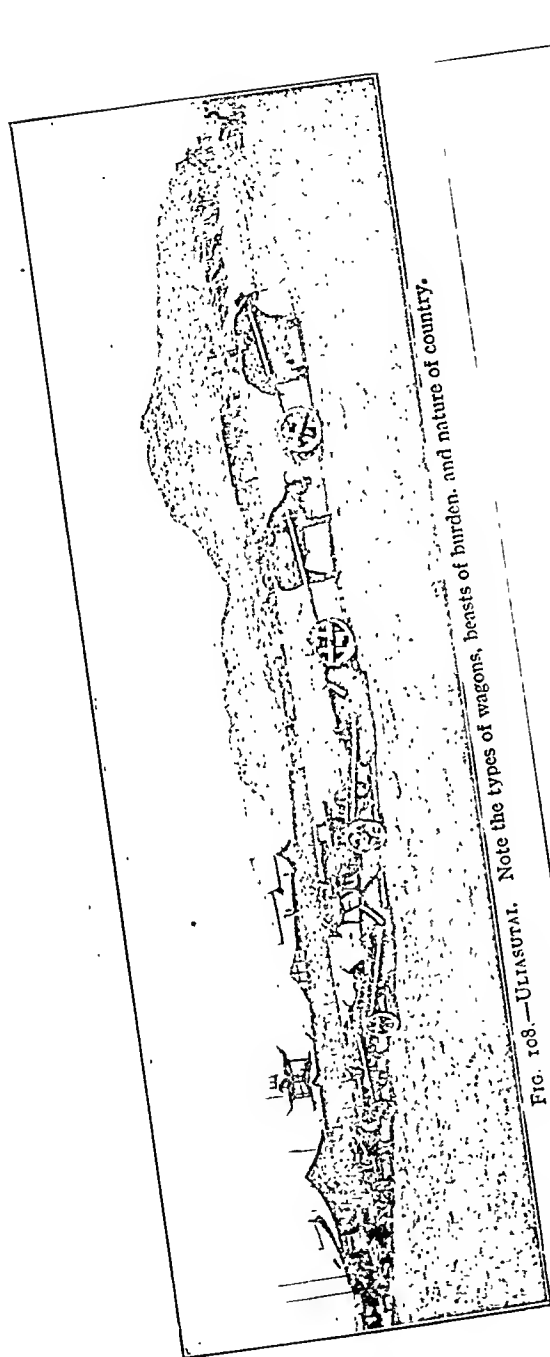 FIG. 108.—ULIASUTAI. Note the types of wagons, beasts of burden. and nature of country.